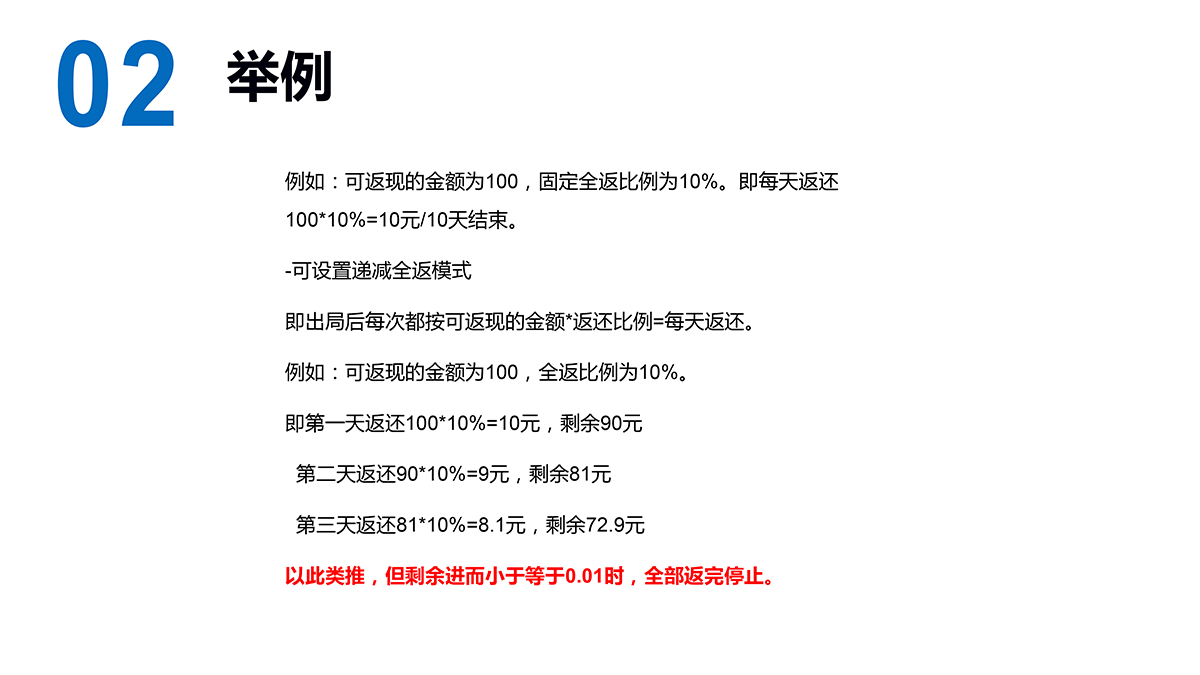 02 举例
例如：可返现的金额为100，固定全返比例为10%。即每天返还
100*10%=10元/10天结束。
-可设置递减全返模式
即出局后每次都按可返现的金额*返还比例=每天返还。
例如：可返现的金额为100，全返比例为10%。
即第一天返还100*10%=10元，剩余90元
第二天返还90*10%=9元，剩余81元
第三天返还81*10%=8.1元，剩余72.9元
以此类推，但剩余进而小于等于0.01时，全部返完停止。